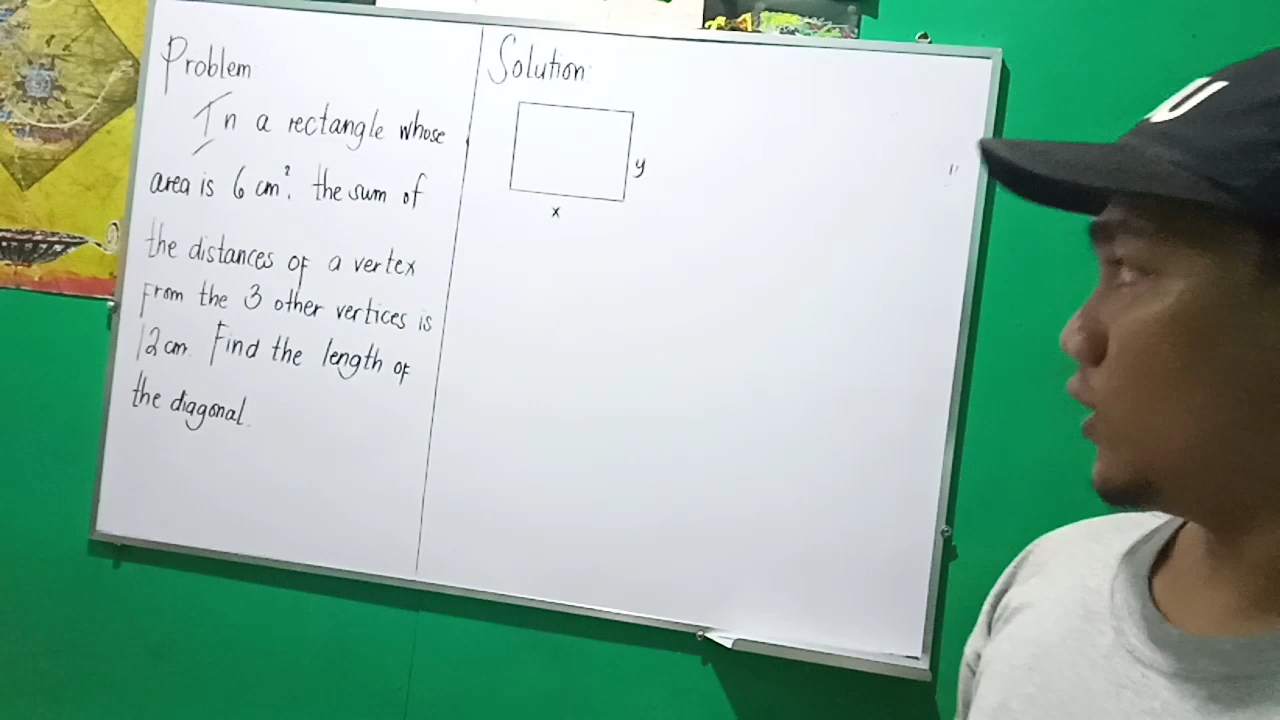 Problem
In a rectangle whose
area is 6 cm². the sum of
the distances of a vertex
from the 3 other vertices is
12 cm. Find the length of
the diagonal.
Solution:
y
x
U